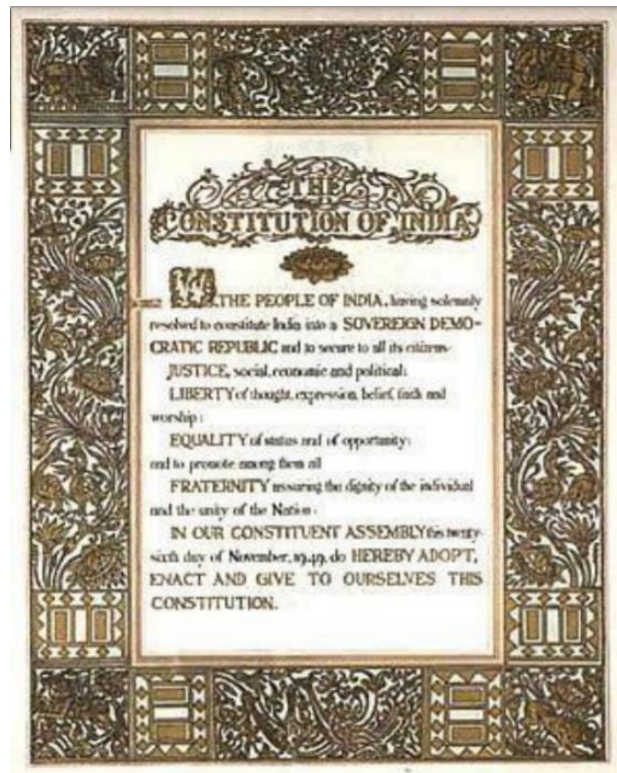 THE
CONSTITUTION OF INDIA
WE, THE PEOPLE OF INDIA, having solemnly
resolved to constitute India into a SOVEREIGN DEMO-
CRATIC REPUBLIC and to secure to all its citizens:
JUSTICE, social, economic and political;
LIBERTY of thought, expression, belief, faith and
worship;
EQUALITY of status and of opportunity;
and to promote among them all
FRATERNITY assuring the dignity of the individual
and the unity of the Nation;
IN OUR CONSTITUENT ASSEMBLY this twenty-
sixth day of November, 1949, do HEREBY ADOPT,
ENACT AND GIVE TO OURSELVES THIS
CONSTITUTION.